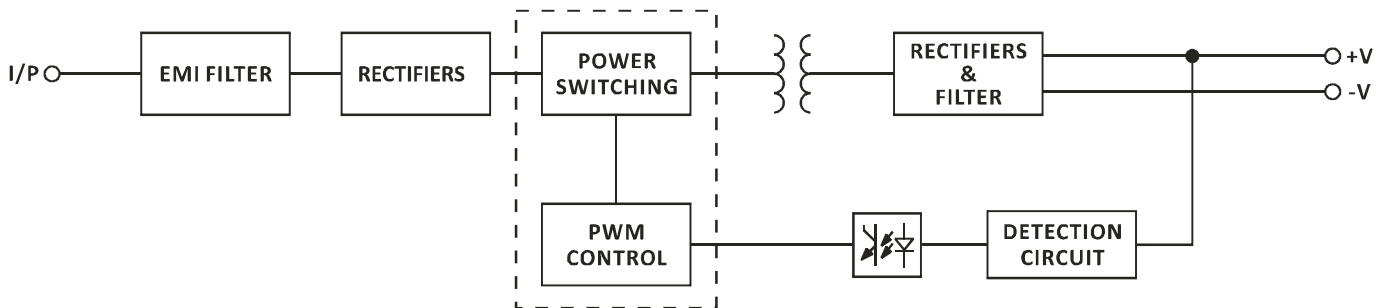 I/P
EMI FILTER
RECTIFIERS
POWER
SWITCHING
RECTIFIERS
&
FILTER
+V
-V
PWM
CONTROL
DETECTION
CIRCUIT